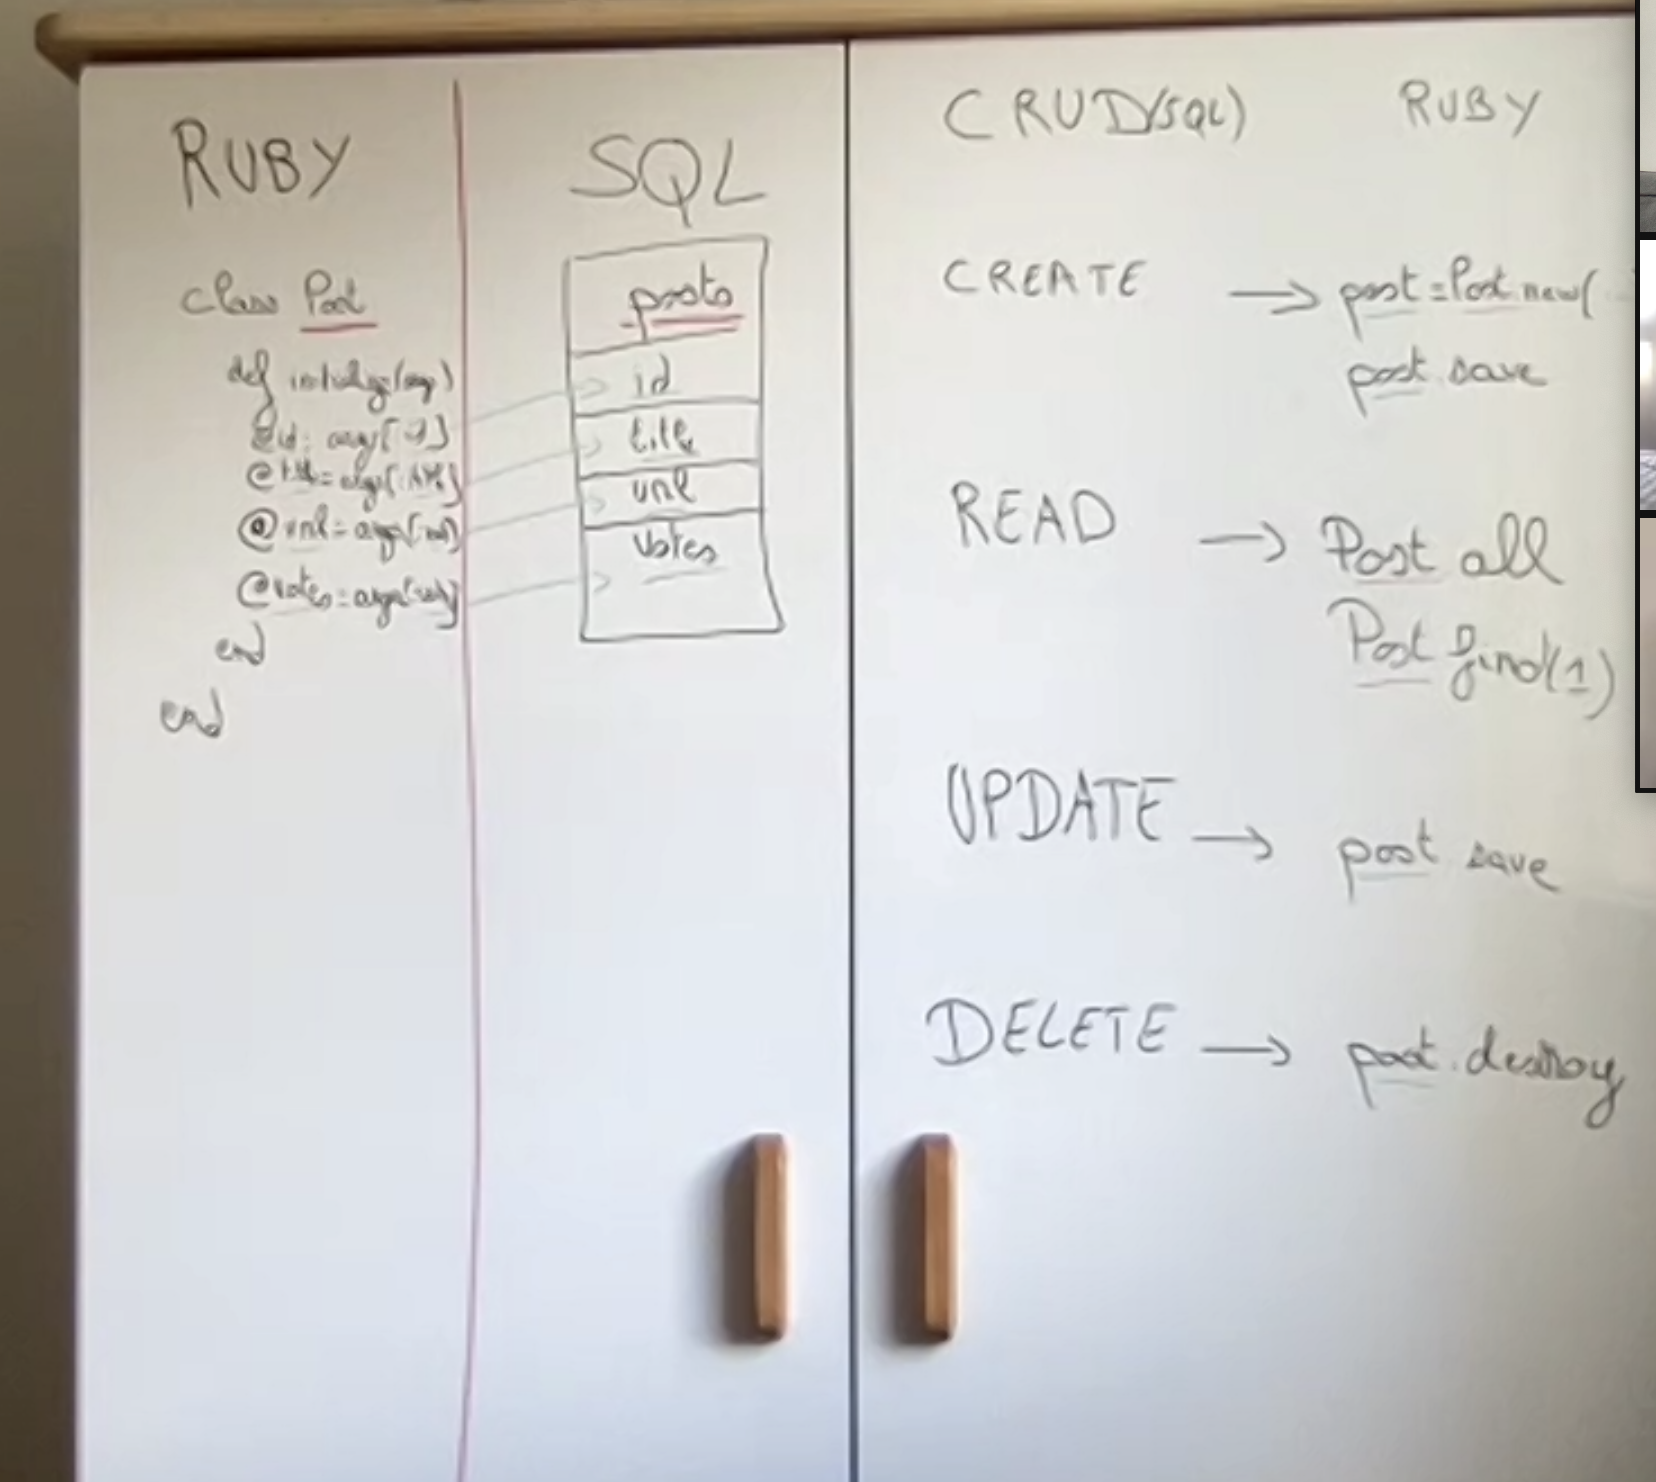 RUBY
class Post
def initialize(args)
@id = args[:id]
@title = args[:title]
@url = args[:url]
@votes = args[:votes]
end
end
SQL
posts
id
title
url
votes
CRUD(SQL) RUBY
CREATE → post = Post.new(
post.save
READ → Post all
Post find(1)
UPDATE → post save
DELETE → post.destroy